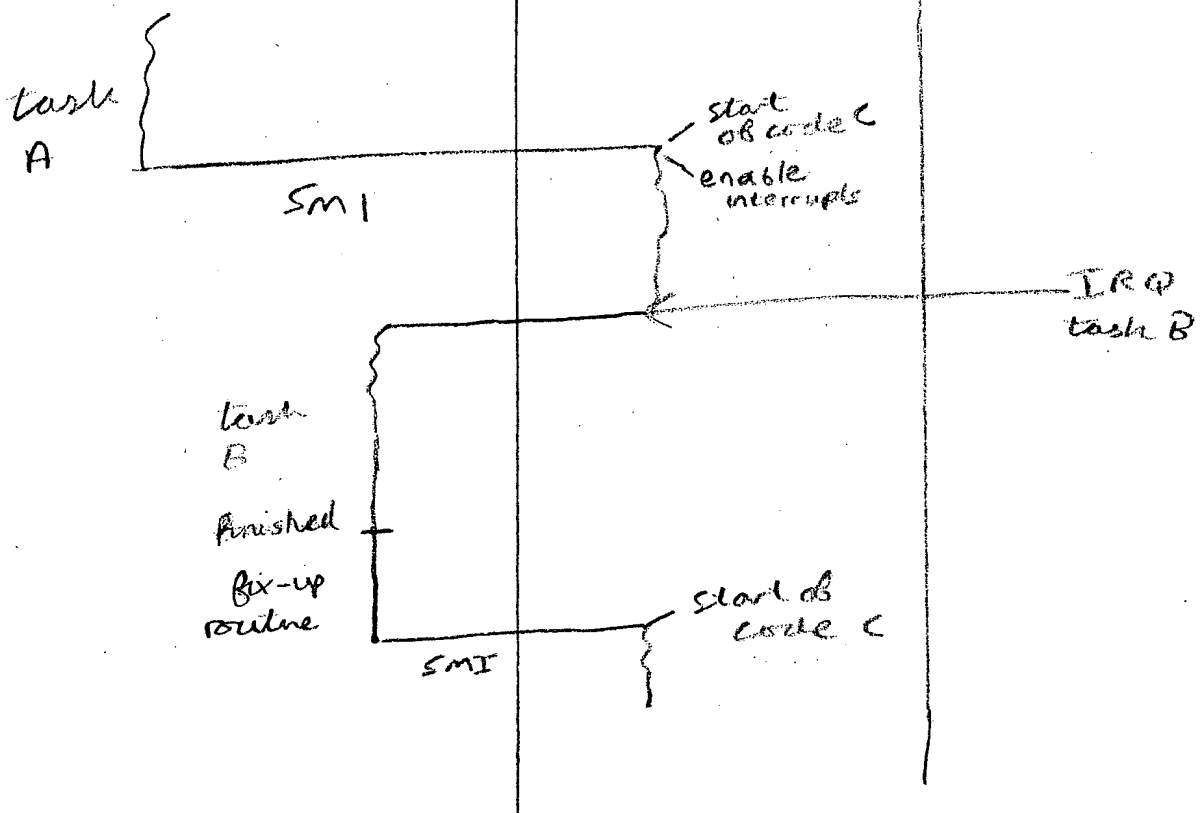 task
A
SMI
start
of code C
enable
interrupts
IRQ
task B
task
B
finished
fix-up
routine
SMI
start of
code C